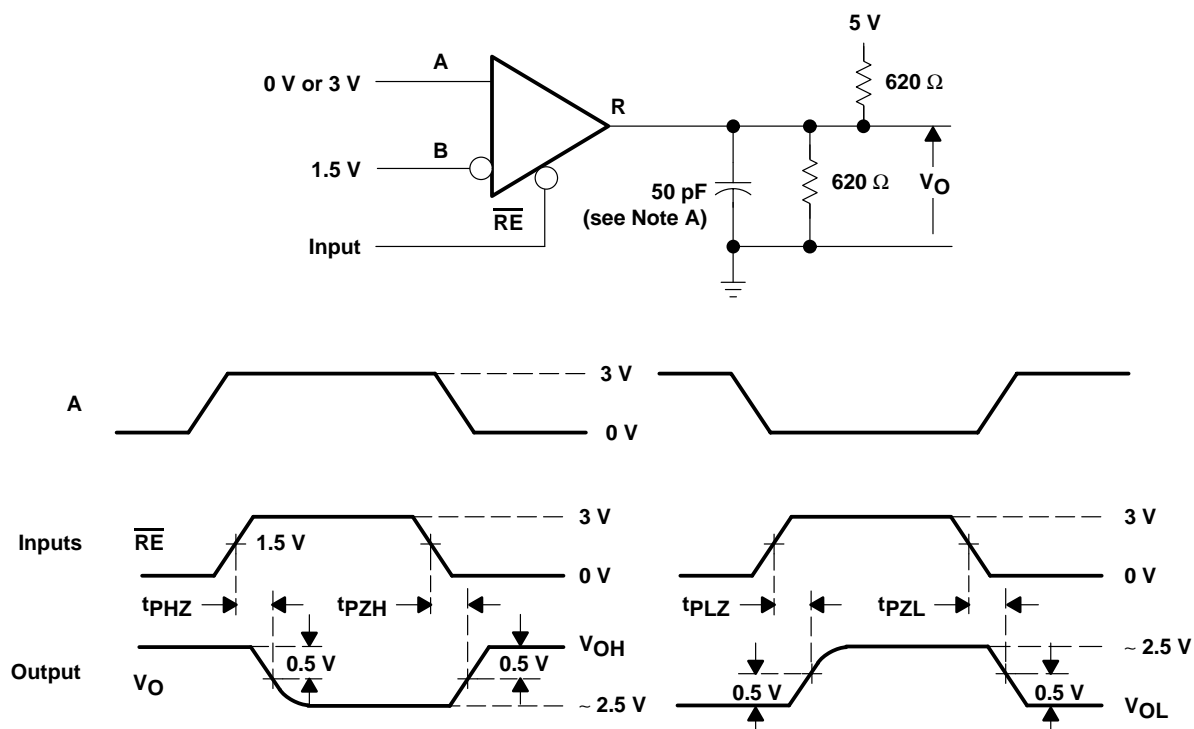 5 V
A
0 V or 3 V
620 Ω
R
B
1.5 V
50 pF
(see Note A)
620 Ω
VO
RE
Input
A
3 V
0 V
Inputs
RE
1.5 V
3 V
0 V
3 V
0 V
tPHZ
tPZH
tPLZ
tPZL
Output
VO
0.5 V
0.5 V
VOH
~ 2.5 V
0.5 V
0.5 V
~ 2.5 V
VOL